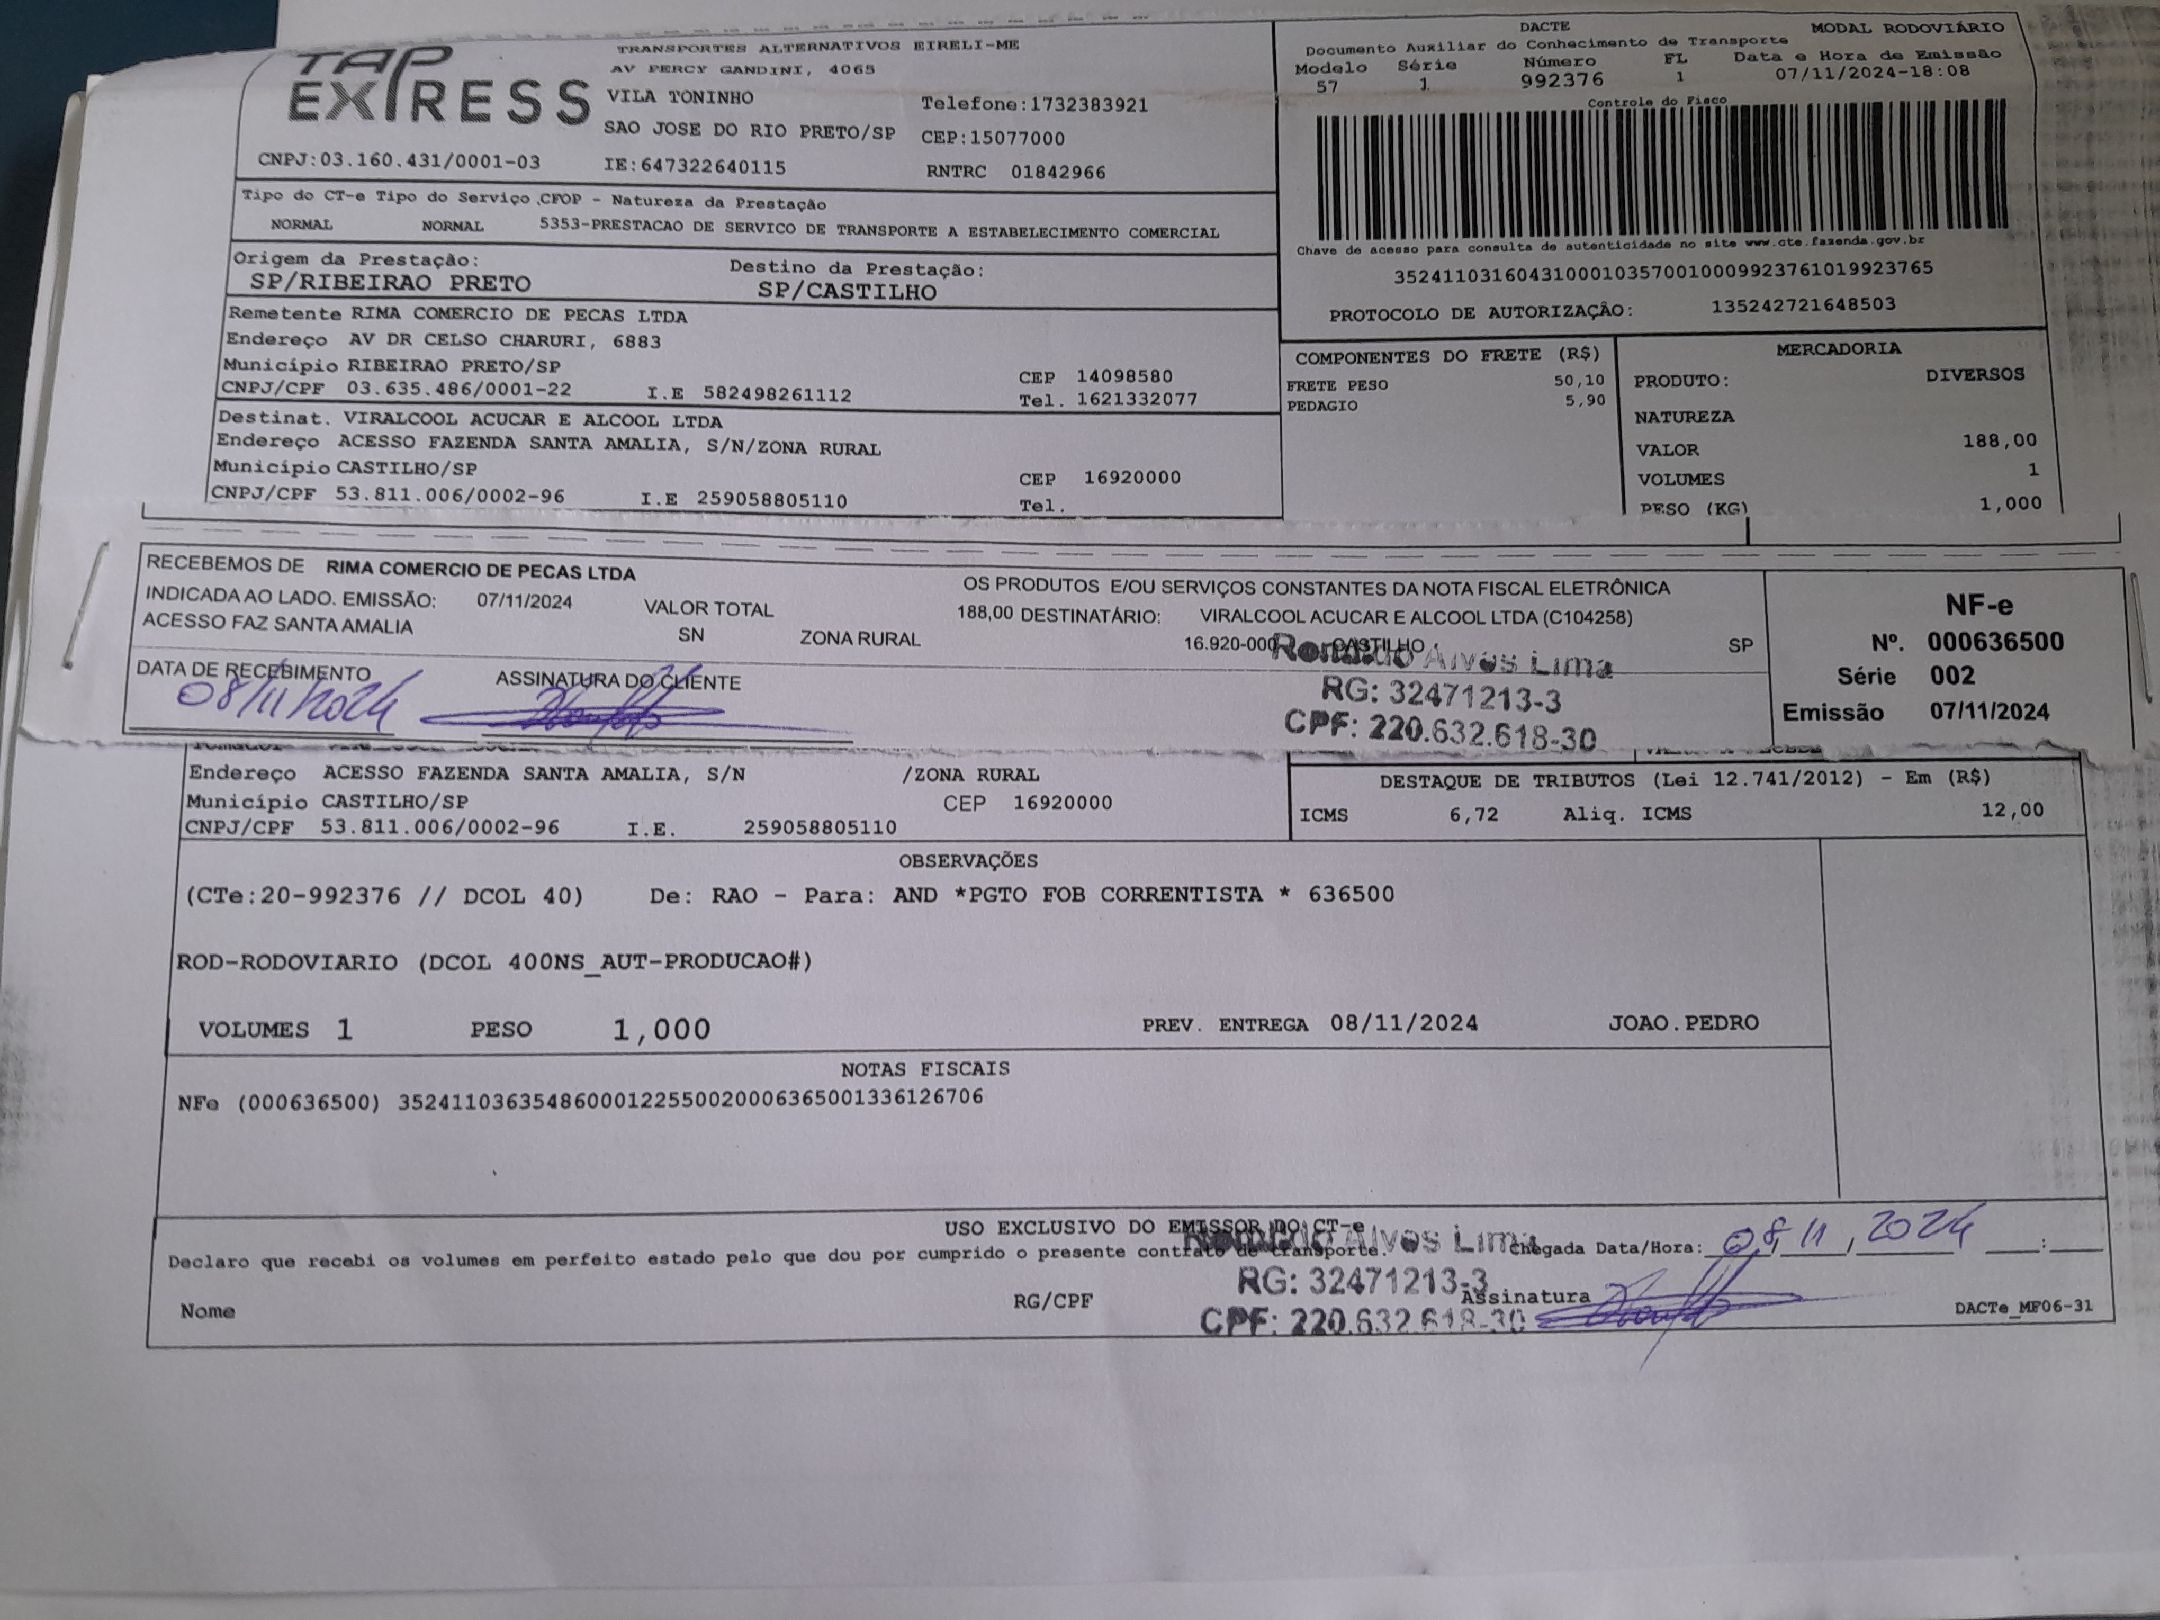 TAP EXPRESS
TRANSPORTES ALTERNATIVOS EIRELI-ME
AV PERCY GANDINI, 4065
VILA TONINHO Telefone:1732383921
SAO JOSE DO RIO PRETO/SP CEP:15077000
CNPJ:03.160.431/0001-03 IE:647322640115 RNTRC 01842966
DACTE MODAL RODOVIÁRIO
Documento Auxiliar do Conhecimento de Transporte
Modelo Série Número FL Data e Hora de Emissão
57 1 992376 1 07/11/2024-18:08
Controle do Fisco
Chave de acesso para consulta de autenticidade no site www.cte.fazenda.gov.br
35241103160431000103570010009923761019923765
PROTOCOLO DE AUTORIZAÇÃO: 135242721648503
Tipo do CT-e Tipo do Serviço CFOP - Natureza da Prestação
NORMAL NORMAL 5353-PRESTACAO DE SERVICO DE TRANSPORTE A ESTABELECIMENTO COMERCIAL
Origem da Prestação: Destino da Prestação:
SP/RIBEIRAO PRETO SP/CASTILHO
Remetente RIMA COMERCIO DE PECAS LTDA
Endereço AV DR CELSO CHARURI, 6883
Município RIBEIRAO PRETO/SP CEP 14098580
CNPJ/CPF 03.635.486/0001-22 I.E 582498261112 Tel. 1621332077
Destinat. VIRALCOOL ACUCAR E ALCOOL LTDA
Endereço ACESSO FAZENDA SANTA AMALIA, S/N/ZONA RURAL
Município CASTILHO/SP CEP 16920000
CNPJ/CPF 53.811.006/0002-96 I.E 259058805110 Tel.
COMPONENTES DO FRETE (R$)
FRETE PESO 50,10
PEDAGIO 5,90
MERCADORIA
PRODUTO: DIVERSOS
NATUREZA
VALOR 188,00
VOLUMES 1
PESO (KG) 1,000
RECEBEMOS DE RIMA COMERCIO DE PECAS LTDA OS PRODUTOS E/OU SERVIÇOS CONSTANTES DA NOTA FISCAL ELETRÔNICA
INDICADA AO LADO. EMISSÃO: 07/11/2024 VALOR TOTAL 188,00 DESTINATÁRIO: VIRALCOOL ACUCAR E ALCOOL LTDA (C104258)
ACESSO FAZ SANTA AMALIA SN ZONA RURAL 16.920-000 CASTILHO SP
DATA DE RECEBIMENTO ASSINATURA DO CLIENTE
08/11/2024
Ronaldo Alves Lima
RG: 32471213-3
CPF: 220.632.618-30
NF-e
Nº. 000636500
Série 002
Emissão 07/11/2024
Endereço ACESSO FAZENDA SANTA AMALIA, S/N /ZONA RURAL
Município CASTILHO/SP CEP 16920000
CNPJ/CPF 53.811.006/0002-96 I.E. 259058805110
DESTAQUE DE TRIBUTOS (Lei 12.741/2012) - Em (R$)
ICMS 6,72 Aliq. ICMS 12,00
OBSERVAÇÕES
(CTe:20-992376 // DCOL 40) De: RAO - Para: AND *PGTO FOB CORRENTISTA * 636500
ROD-RODOVIARIO (DCOL 400NS_AUT-PRODUCAO#)
VOLUMES 1 PESO 1,000 PREV. ENTREGA 08/11/2024 JOAO.PEDRO
NOTAS FISCAIS
NFe (000636500) 35241103635486000122550020006365001336126706
USO EXCLUSIVO DO EMISSOR DO CT-e
Declaro que recebi os volumes em perfeito estado pelo que dou por cumprido o presente contrato de transporte. Chegada Data/Hora: 08/11/2024 :
Ronaldo Alves Lima
RG: 32471213-3
CPF: 220.632.618-30
Nome RG/CPF Assinatura DACTe_MF06-31